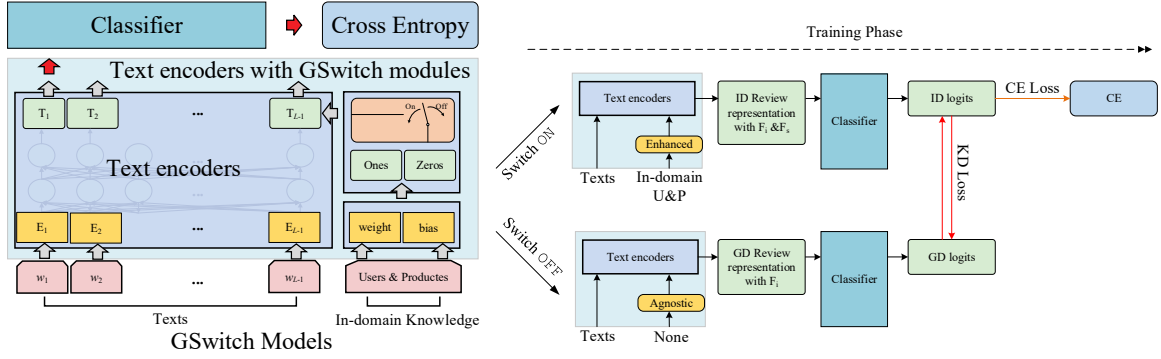 Classifier
Cross Entropy
Text encoders with GSwitch modules
T1
T2
...
TL-1
On
Off
Text encoders
Ones
Zeros
...
E1
E2
...
EL-1
weight
bias
w1
w2
...
wL-1
Users & Productes
Texts
In-domain Knowledge
GSwitch Models
Training Phase
Switch ON
Text encoders
Enhanced
Texts
In-domain
U&P
ID Review
representation
with Fi &Fs
Classifier
ID logits
CE Loss
CE
KD Loss
Switch OFF
Text encoders
Agnostic
Texts
None
GD Review
representation
with Fi
Classifier
GD logits